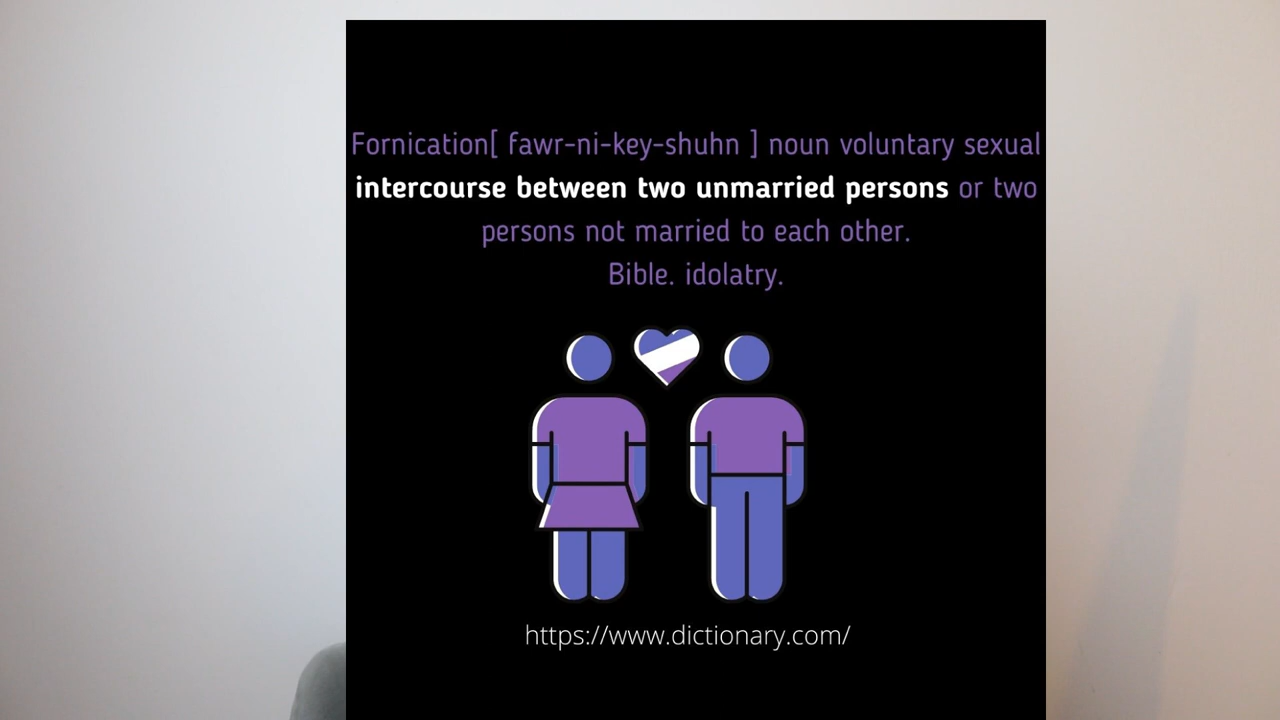 Fornication[ fawr-ni-key-shuhn ] noun voluntary sexual
intercourse between two unmarried persons or two
persons not married to each other.
Bible. idolatry.
https://www.dictionary.com/